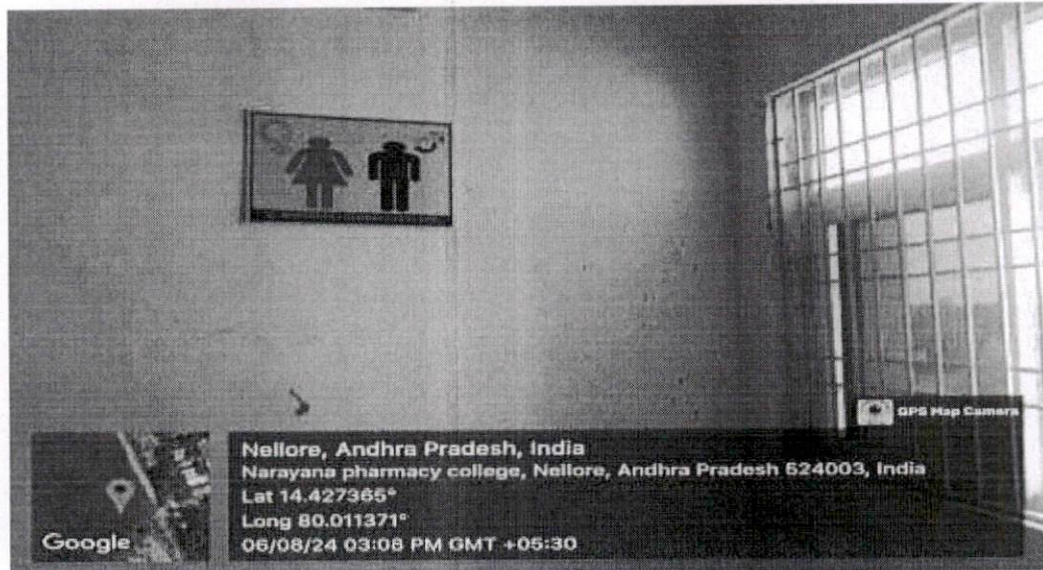 GPS Map Camera
Nellore, Andhra Pradesh, India
Narayana pharmacy college, Nellore, Andhra Pradesh 524003, India
Lat 14.427365°
Long 80.011371°
06/08/24 03:08 PM GMT +05:30
Google